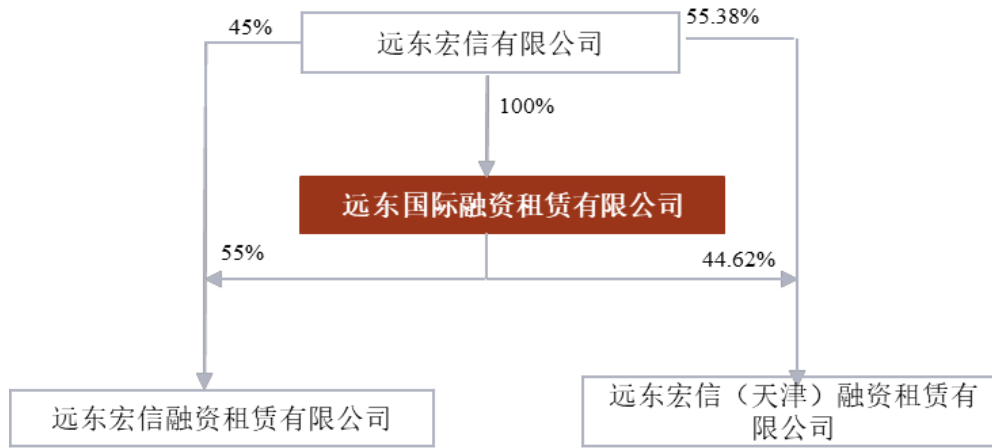 45%
远东宏信有限公司
55.38%
100%
远东国际融资租赁有限公司
55%
44.62%
远东宏信融资租赁有限公司
远东宏信（天津）融资租赁有
限公司